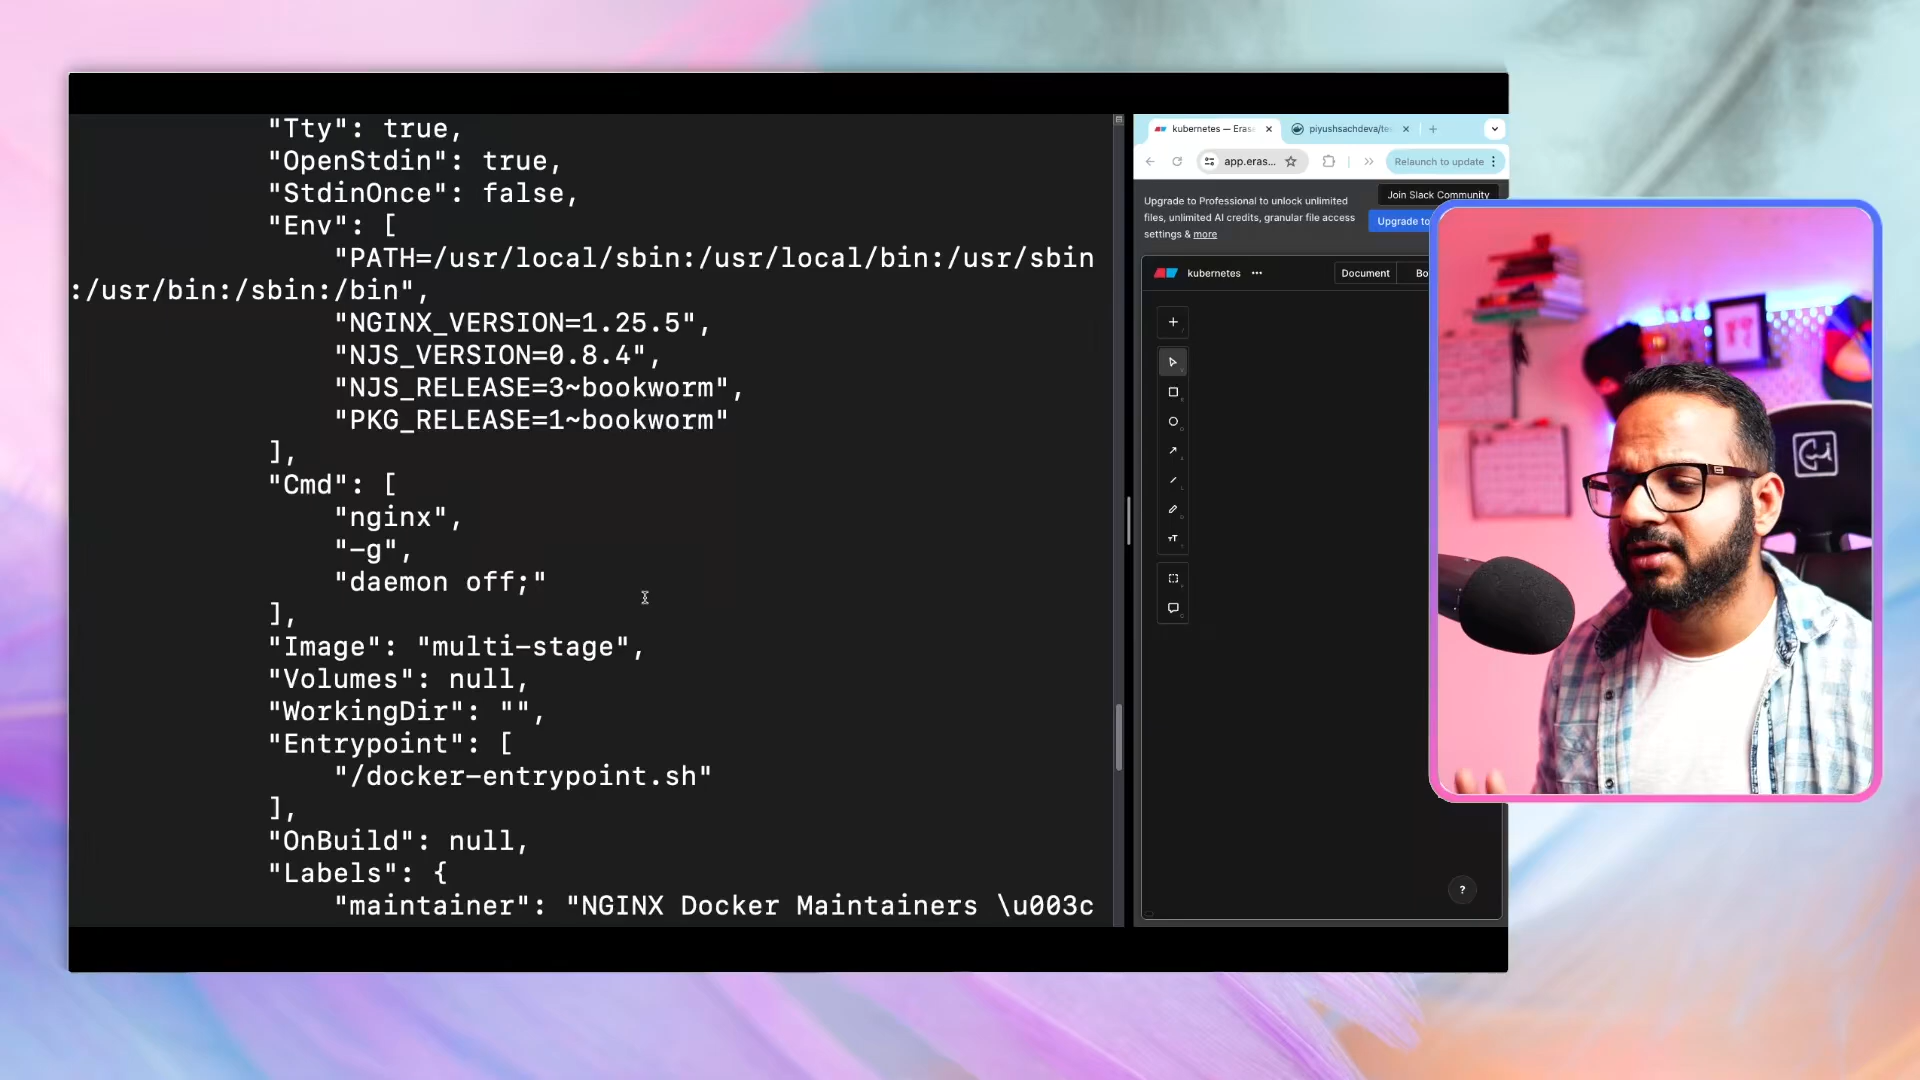 "Tty": true,
"OpenStdin": true,
"StdinOnce": false,
"Env": [
"PATH=/usr/local/sbin:/usr/local/bin:/usr/sbin
:/usr/bin:/sbin:/bin",
"NGINX_VERSION=1.25.5",
"NJS_VERSION=0.8.4",
"NJS_RELEASE=3~bookworm",
"PKG_RELEASE=1~bookworm"
],
"Cmd": [
"nginx",
"-g",
"daemon off;"
],
"Image": "multi-stage",
"Volumes": null,
"WorkingDir": "",
"Entrypoint": [
"/docker-entrypoint.sh"
],
"OnBuild": null,
"Labels": {
"maintainer": "NGINX Docker Maintainers \u003c
kubernetes — Eras
piyushsachdeva/te
app.eras...
Relaunch to update
Upgrade to Professional to unlock unlimited
files, unlimited AI credits, granular file access
settings & more
Join Slack Community
Upgrade to
kubernetes
Document
Bo
?